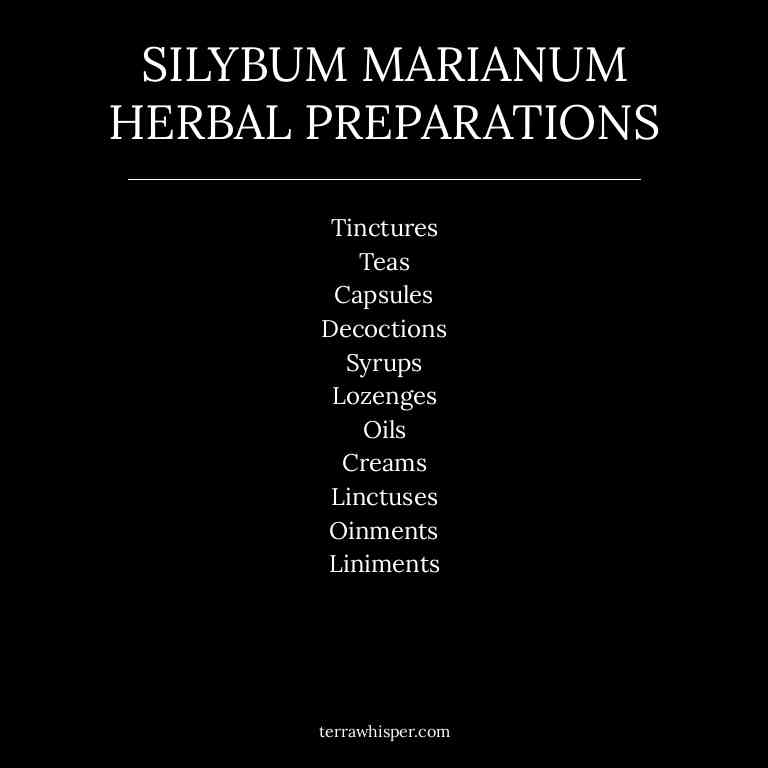 SILYBUM MARIANUM
HERBAL PREPARATIONS
Tinctures
Teas
Capsules
Decoctions
Syrups
Lozenges
Oils
Creams
Linctuses
Oinments
Liniments
terrawhisper.com